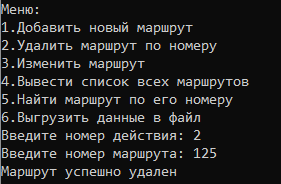 Меню:
1.Добавить новый маршрут
2.Удалить маршрут по номеру
3.Изменить маршрут
4.Вывести список всех маршрутов
5.Найти маршрут по его номеру
6.Выгрузить данные в файл
Введите номер действия: 2
Введите номер маршрута: 125
Маршрут успешно удален